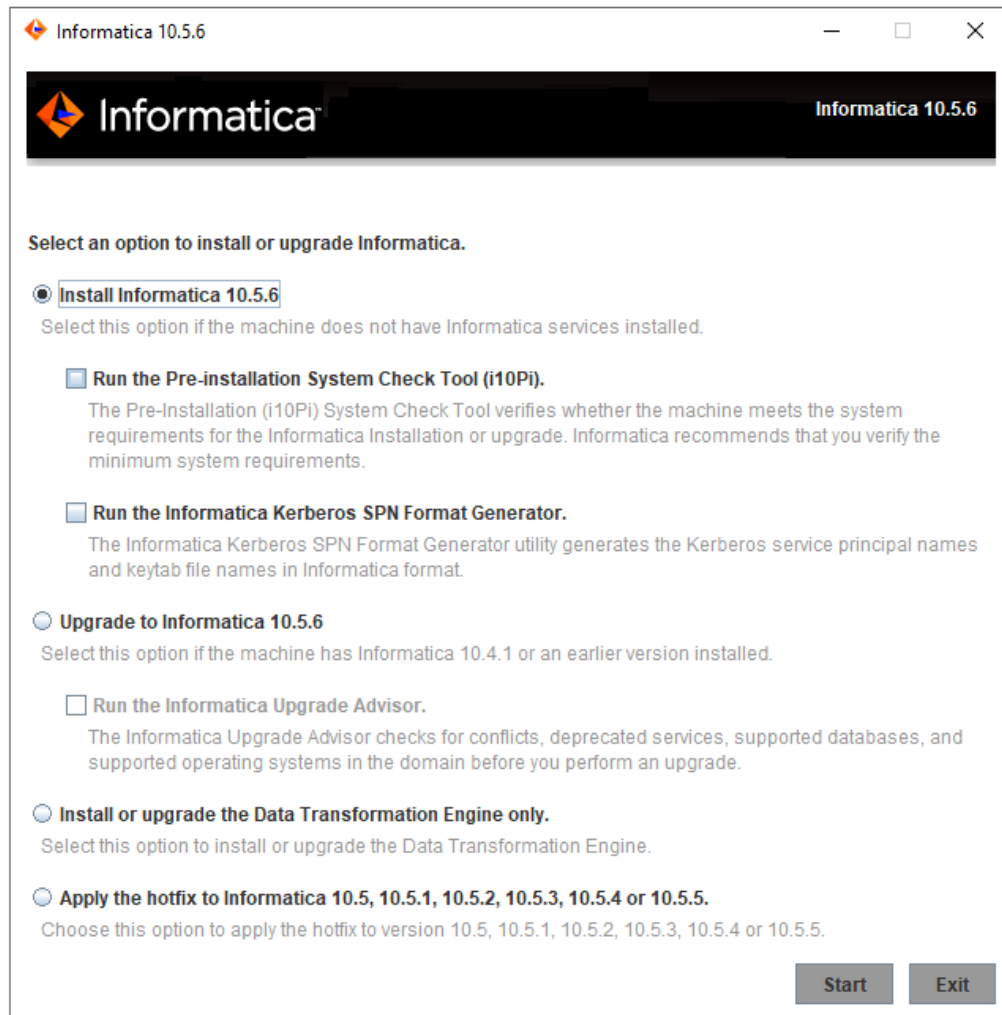 Informatica 10.5.6
Informatica™
Informatica 10.5.6
Select an option to install or upgrade Informatica.
Install Informatica 10.5.6
Select this option if the machine does not have Informatica services installed.
Run the Pre-installation System Check Tool (i10Pi).
The Pre-Installation (i10Pi) System Check Tool verifies whether the machine meets the system
requirements for the Informatica Installation or upgrade. Informatica recommends that you verify the
minimum system requirements.
Run the Informatica Kerberos SPN Format Generator.
The Informatica Kerberos SPN Format Generator utility generates the Kerberos service principal names
and keytab file names in Informatica format.
Upgrade to Informatica 10.5.6
Select this option if the machine has Informatica 10.4.1 or an earlier version installed.
Run the Informatica Upgrade Advisor.
The Informatica Upgrade Advisor checks for conflicts, deprecated services, supported databases, and
supported operating systems in the domain before you perform an upgrade.
Install or upgrade the Data Transformation Engine only.
Select this option to install or upgrade the Data Transformation Engine.
Apply the hotfix to Informatica 10.5, 10.5.1, 10.5.2, 10.5.3, 10.5.4 or 10.5.5.
Choose this option to apply the hotfix to version 10.5, 10.5.1, 10.5.2, 10.5.3, 10.5.4 or 10.5.5.
Start
Exit